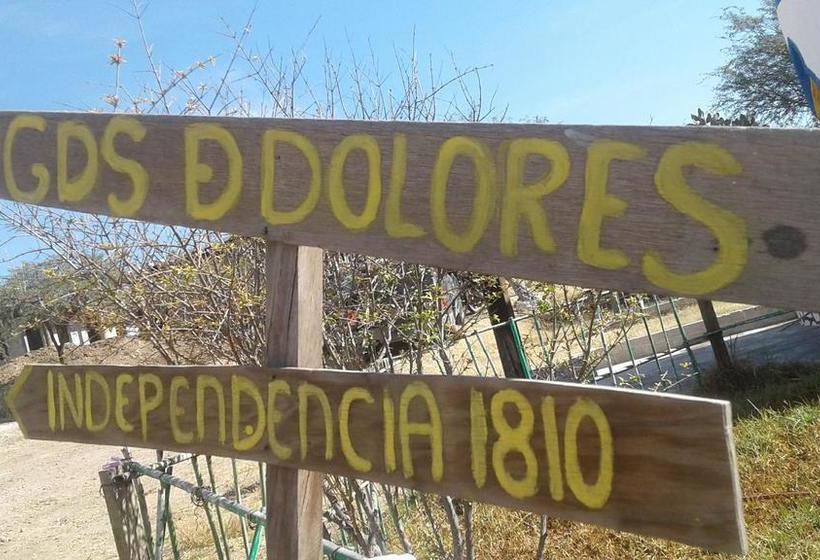 GDS Đ DOLORES
INDEPENDENCIA 1810